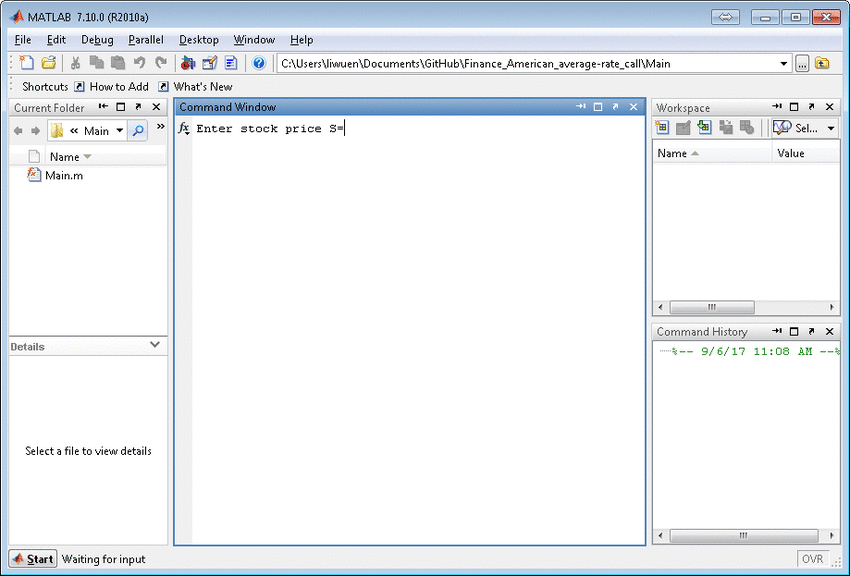 MATLAB 7.10.0 (R2010a)
File Edit Debug Parallel Desktop Window Help
C:\Users\liwuen\Documents\GitHub\Finance_American_average-rate_call\Main
Shortcuts How to Add What's New
Current Folder
« Main
»
Name
Main.m
Details
Select a file to view details
Command Window
fx Enter stock price S=
Workspace
Sel...
Name Value
Command History
%-- 9/6/17 11:08 AM --%
Start Waiting for input
OVR